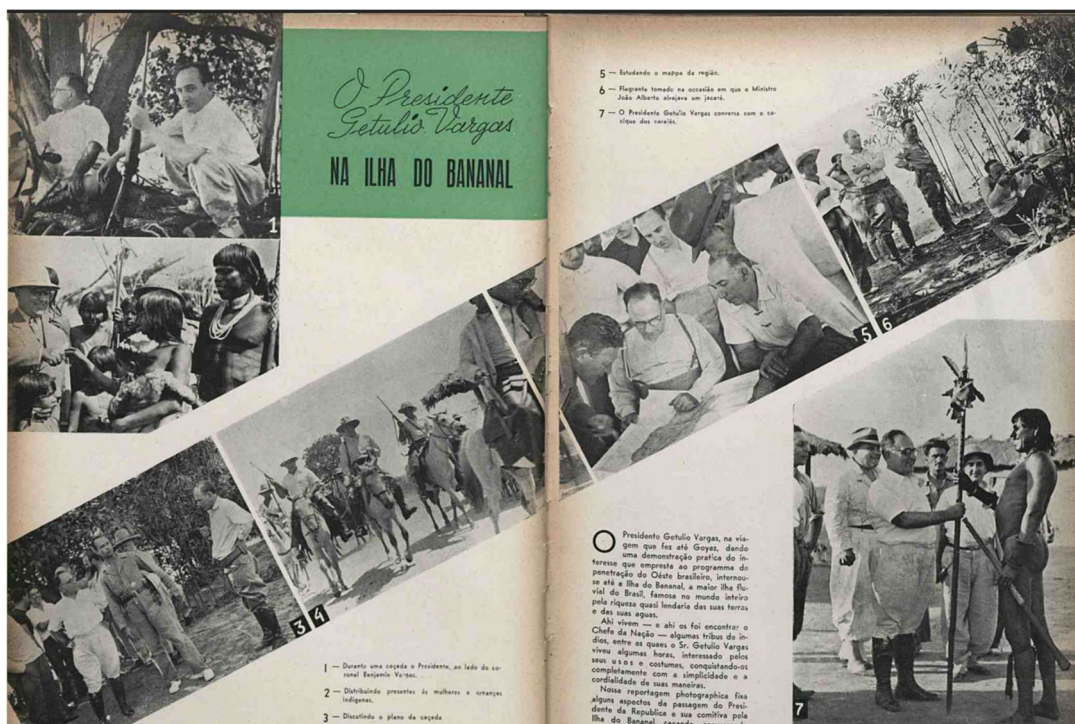 O Presidente
Getulio Vargas
NA ILHA DO BANANAL
1
3 4
1 — Durante uma caçada o Presidente, ao lado do co-
ronel Benjamin Vargas.
2 — Distribuindo presentes ás mulheres e creanças
indigenas.
3 — Discutindo o plano da caçada
5 — Estudando o mappa da região.
6 — Flagrante tomado na occasião em que o Ministro
João Alberto alvejava um jacaré.
7 — O Presidente Getulio Vargas conversa com o ca-
cique dos carajás.
5 6
7
O Presidente Getulio Vargas, na via-
gem que fez até Goyaz, dando
uma demonstração pratica do in-
teresse que empresta ao programma de
penetração do Oéste brasileiro, internou-
se até a Ilha do Bananal, a maior ilha flu-
vial do Brasil, famosa no mundo inteiro
pela riqueza quasi lendaria das suas terras
e das suas aguas.
Ahi vivem — e ahi os foi encontrar o
Chefe da Nação — algumas tribus de in-
dios, entre as quaes o Sr. Getulio Vargas
viveu algumas horas, interessado pelos
seus usos e costumes, conquistando-os
completamente com a simplicidade e a
cordialidade de suas maneiras.
Nossa reportagem photographica fixa
alguns aspectos da passagem do Presi-
dente da Republica e sua comitiva pela
Ilha do Bananal, caçando